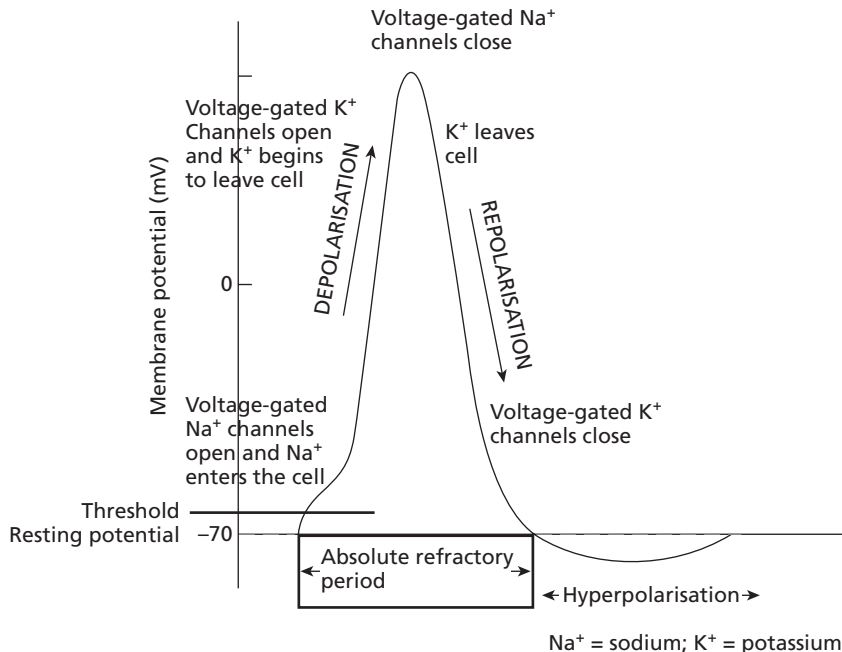 Voltage-gated Na⁺
channels close
Voltage-gated K⁺
Channels open
and K⁺ begins
to leave cell
K⁺ leaves
cell
DEPOLARISATION
REPOLARISATION
Membrane potential (mV)
0
Voltage-gated
Na⁺ channels
open and Na⁺
enters the cell
Voltage-gated K⁺
channels close
Threshold
Resting potential
–70
Absolute refractory
period
Hyperpolarisation
Na⁺ = sodium; K⁺ = potassium